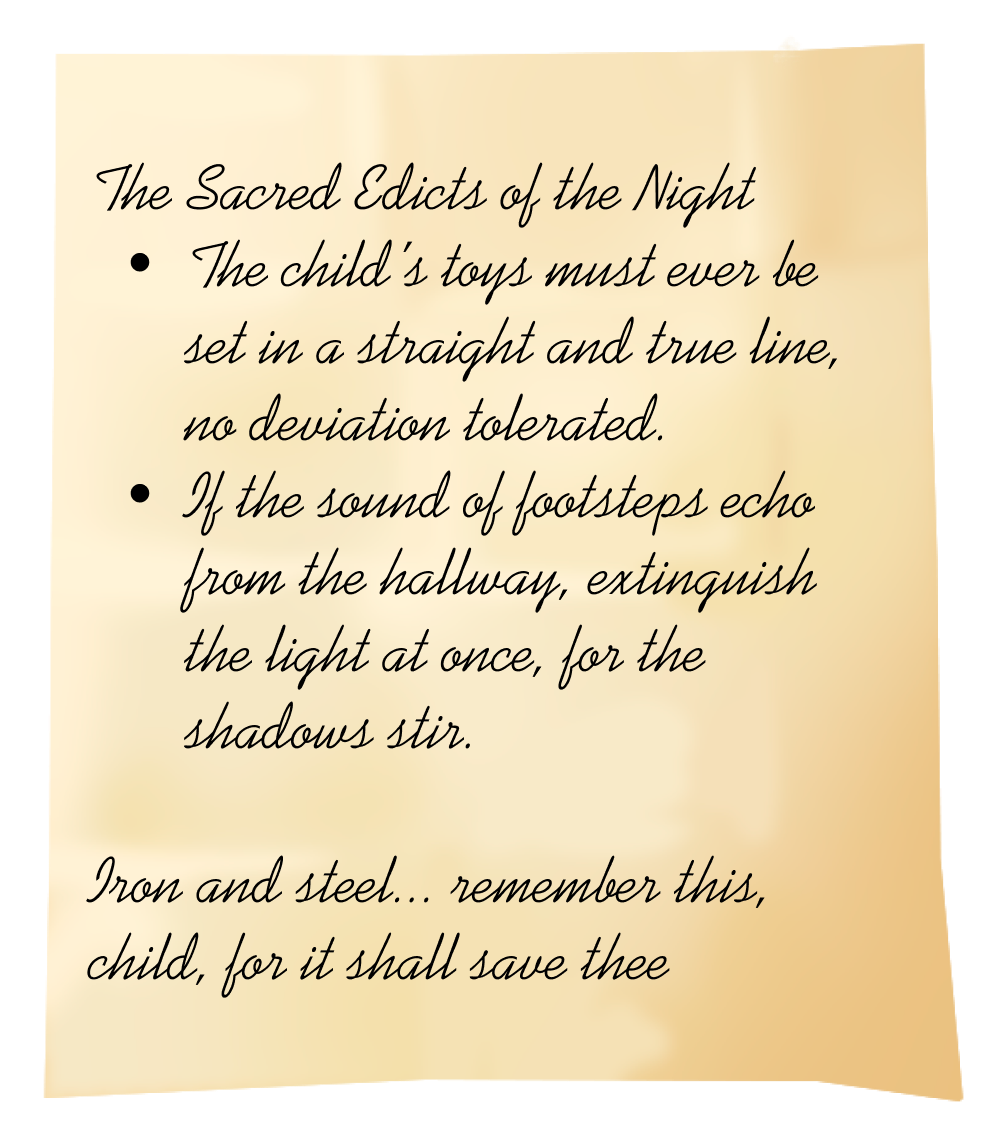 The Sacred Edicts of the Night
• The child's toys must ever be
set in a straight and true line,
no deviation tolerated.
• If the sound of footsteps echo
from the hallway, extinguish
the light at once, for the
shadows stir.
Iron and steel... remember this,
child, for it shall save thee